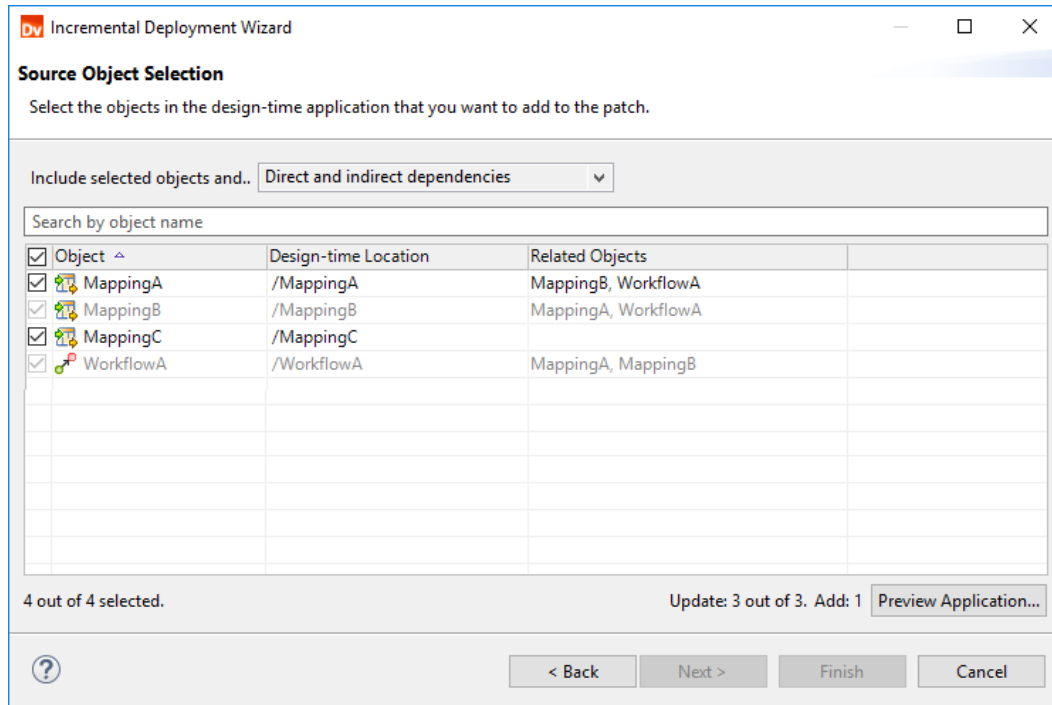 Dv Incremental Deployment Wizard
Source Object Selection
Select the objects in the design-time application that you want to add to the patch.
Include selected objects and.. Direct and indirect dependencies
Search by object name
Object Design-time Location Related Objects
MappingA /MappingA MappingB, WorkflowA
MappingB /MappingB MappingA, WorkflowA
MappingC /MappingC
WorkflowA /WorkflowA MappingA, MappingB
4 out of 4 selected. Update: 3 out of 3. Add: 1 Preview Application...
? < Back Next > Finish Cancel